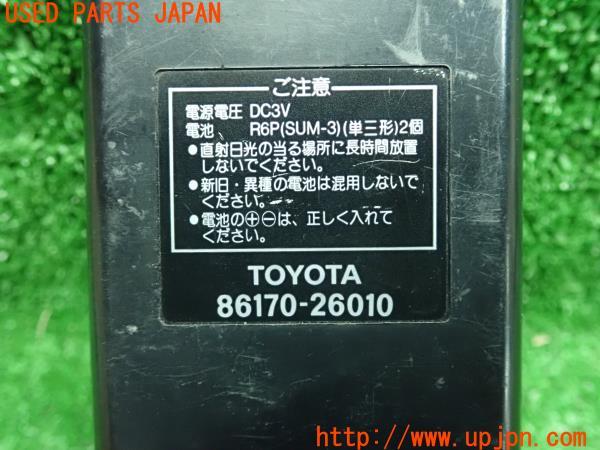 USED PARTS JAPAN
ご注意
電源電圧 DC3V
電池、 R6P(SUM-3)(単三形)2個
●直射日光の当る場所に長時間放置
しないでください。
●新旧・異種の電池は混用しないで
ください。
●電池の⊕⊖は、正しく入れて
ください。
TOYOTA
86170-26010
http://www.upjpn.com